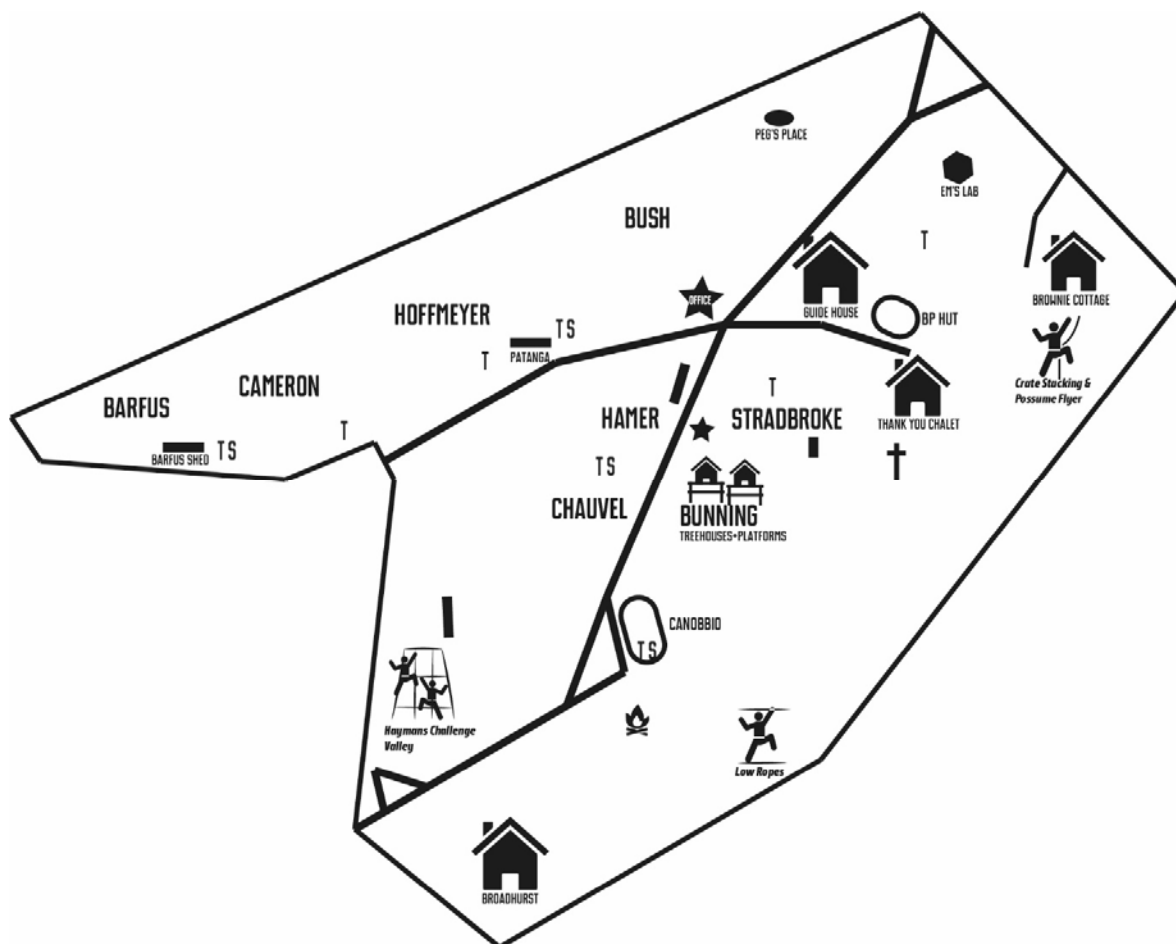 PEG'S PLACE
EM'S LAB
BUSH
T
OFFICE
GUIDE HOUSE
BROWNIE COTTAGE
HOFFMEYER
T S
BP HUT
PATANGA
T
CAMERON
Crate Stacking &
Possume Flyer
BARFUS
T
HAMER
STRADBROKE
THANK YOU CHALET
T
BARFUS SHED
T S
T S
CHAUVEL
BUNNING
TREEHOUSES+PLATFORMS
CANOBBIO
T S
Haymans Challenge
Valley
Low Ropes
BROADHURST